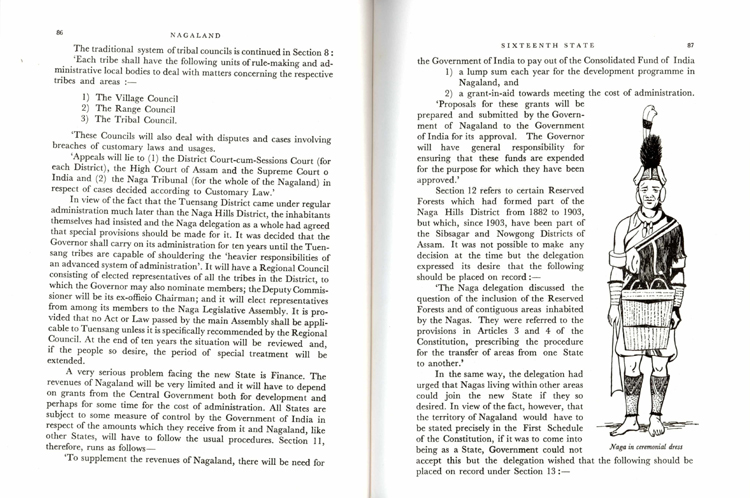 86
NAGALAND
The traditional system of tribal councils is continued in Section 8 :
'Each tribe shall have the following units of rule-making and ad-
ministrative local bodies to deal with matters concerning the respective
tribes and areas :—
1) The Village Council
2) The Range Council
3) The Tribal Council.
'These Councils will also deal with disputes and cases involving
breaches of customary laws and usages.
'Appeals will lie to (1) the District Court-cum-Sessions Court (for
each District), the High Court of Assam and the Supreme Court o
India and (2) the Naga Tribunal (for the whole of the Nagaland) in
respect of cases decided according to Customary Law.'
In view of the fact that the Tuensang District came under regular
administration much later than the Naga Hills District, the inhabitants
themselves had insisted and the Naga delegation as a whole had agreed
that special provisions should be made for it. It was decided that the
Governor shall carry on its administration for ten years until the Tuen-
sang tribes are capable of shouldering the 'heavier responsibilities of
an advanced system of administration'. It will have a Regional Council
consisting of elected representatives of all the tribes in the District, to
which the Governor may also nominate members; the Deputy Commis-
sioner will be its ex-officio Chairman; and it will elect representatives
from among its members to the Naga Legislative Assembly. It is pro-
vided that no Act or Law passed by the main Assembly shall be appli-
cable to Tuensang unless it is specifically recommended by the Regional
Council. At the end of ten years the situation will be reviewed and,
if the people so desire, the period of special treatment will be
extended.
A very serious problem facing the new State is Finance. The
revenues of Nagaland will be very limited and it will have to depend
on grants from the Central Government both for development and
perhaps for some time for the cost of administration. All States are
subject to some measure of control by the Government of India in
respect of the amounts which they receive from it and Nagaland, like
other States, will have to follow the usual procedures. Section 11,
therefore, runs as follows—
'To supplement the revenues of Nagaland, there will be need for
SIXTEENTH STATE
87
the Government of India to pay out of the Consolidated Fund of India
1) a lump sum each year for the development programme in
Nagaland, and
2) a grant-in-aid towards meeting the cost of administration.
'Proposals for these grants will be
prepared and submitted by the Govern-
ment of Nagaland to the Government
of India for its approval. The Governor
will have general responsibility for
ensuring that these funds are expended
for the purpose for which they have been
approved.'
Section 12 refers to certain Reserved
Forests which had formed part of the
Naga Hills District from 1882 to 1903,
but which, since 1903, have been part of
the Sibsagar and Nowgong Districts of
Assam. It was not possible to make any
decision at the time but the delegation
expressed its desire that the following
should be placed on record :—
'The Naga delegation discussed the
question of the inclusion of the Reserved
Forests and of contiguous areas inhabited
by the Nagas. They were referred to the
provisions in Articles 3 and 4 of the
Constitution, prescribing the procedure
for the transfer of areas from one State
to another.'
In the same way, the delegation had
urged that Nagas living within other areas
could join the new State if they so
desired. In view of the fact, however, that
the territory of Nagaland would have to
be stated precisely in the First Schedule
of the Constitution, if it was to come into
being as a State, Government could not
accept this but the delegation wished that the following should be
placed on record under Section 13 :—
Naga in ceremonial dress